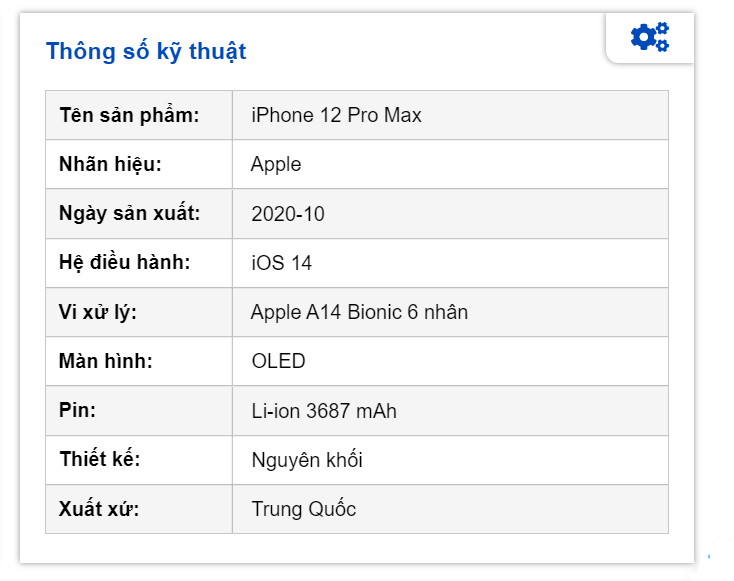 Thông số kỹ thuật
Tên sản phẩm: iPhone 12 Pro Max
Nhãn hiệu: Apple
Ngày sản xuất: 2020-10
Hệ điều hành: iOS 14
Vi xử lý: Apple A14 Bionic 6 nhân
Màn hình: OLED
Pin: Li-ion 3687 mAh
Thiết kế: Nguyên khối
Xuất xứ: Trung Quốc